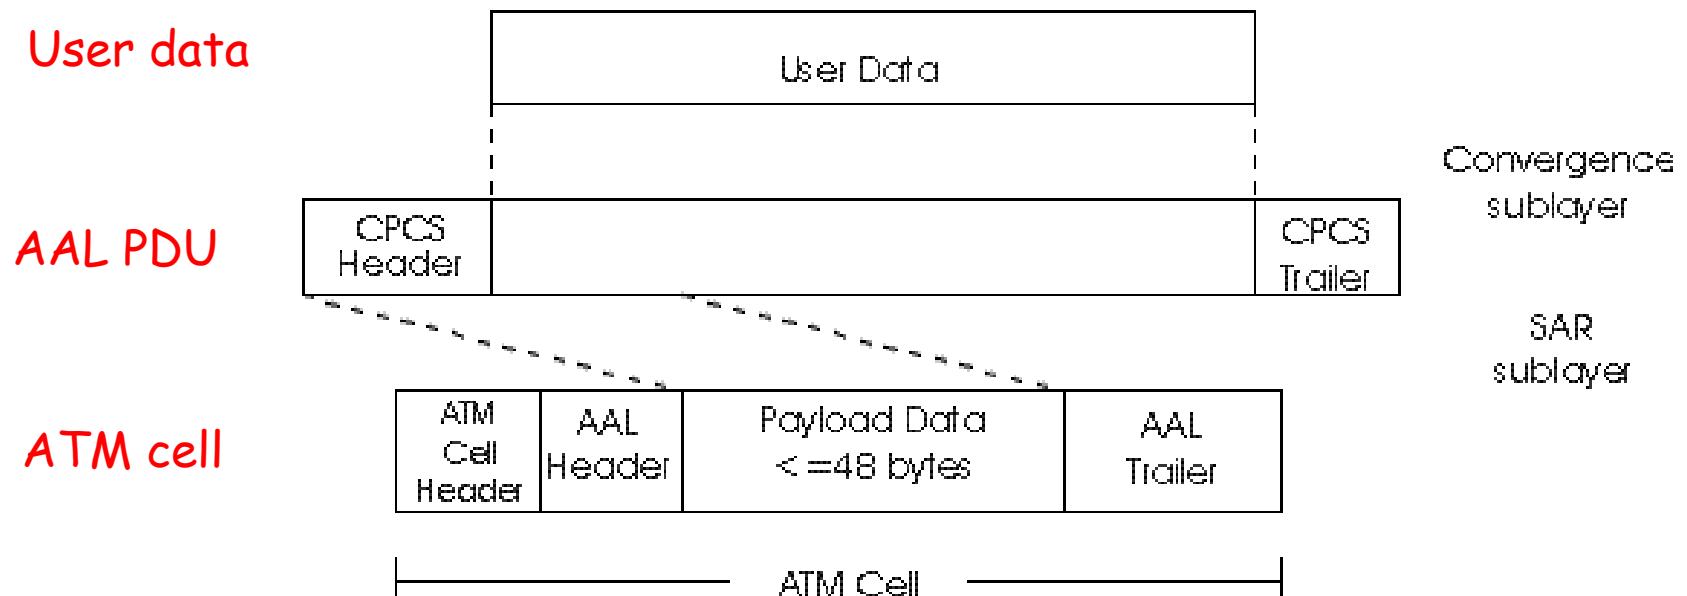 User data
User Data
Convergence
sublayer
AAL PDU
CPCS
Header
CPCS
Trailer
SAR
sublayer
ATM cell
ATM
Cell
Header
AAL
Header
Payload Data
< =48 bytes
AAL
Trailer
ATM Cell